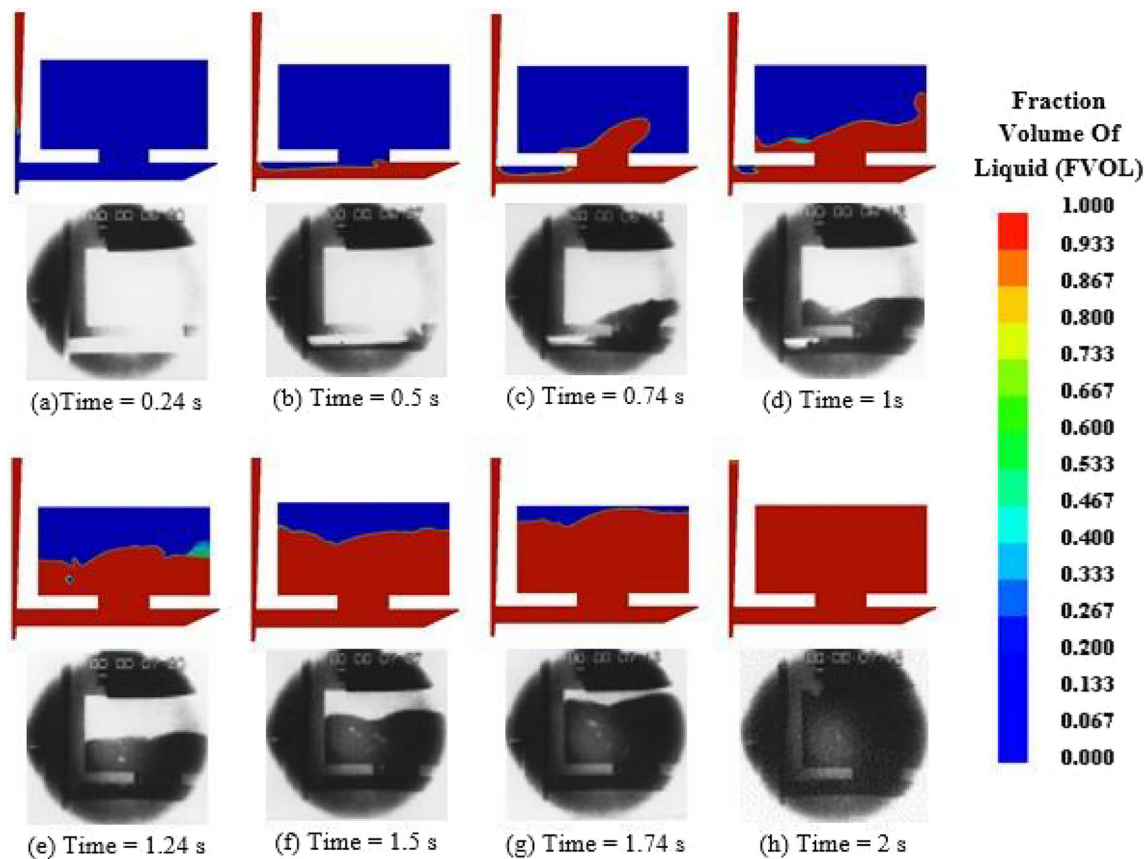 Fraction
Volume Of
Liquid (FVOL)
1.000
0.933
0.867
0.800
0.733
0.667
0.600
0.533
0.467
0.400
0.333
0.267
0.200
0.133
0.067
0.000
(a)Time = 0.24 s
(b) Time = 0.5 s
(c) Time = 0.74 s
(d) Time = 1s
(e) Time = 1.24 s
(f) Time = 1.5 s
(g) Time = 1.74 s
(h) Time = 2 s